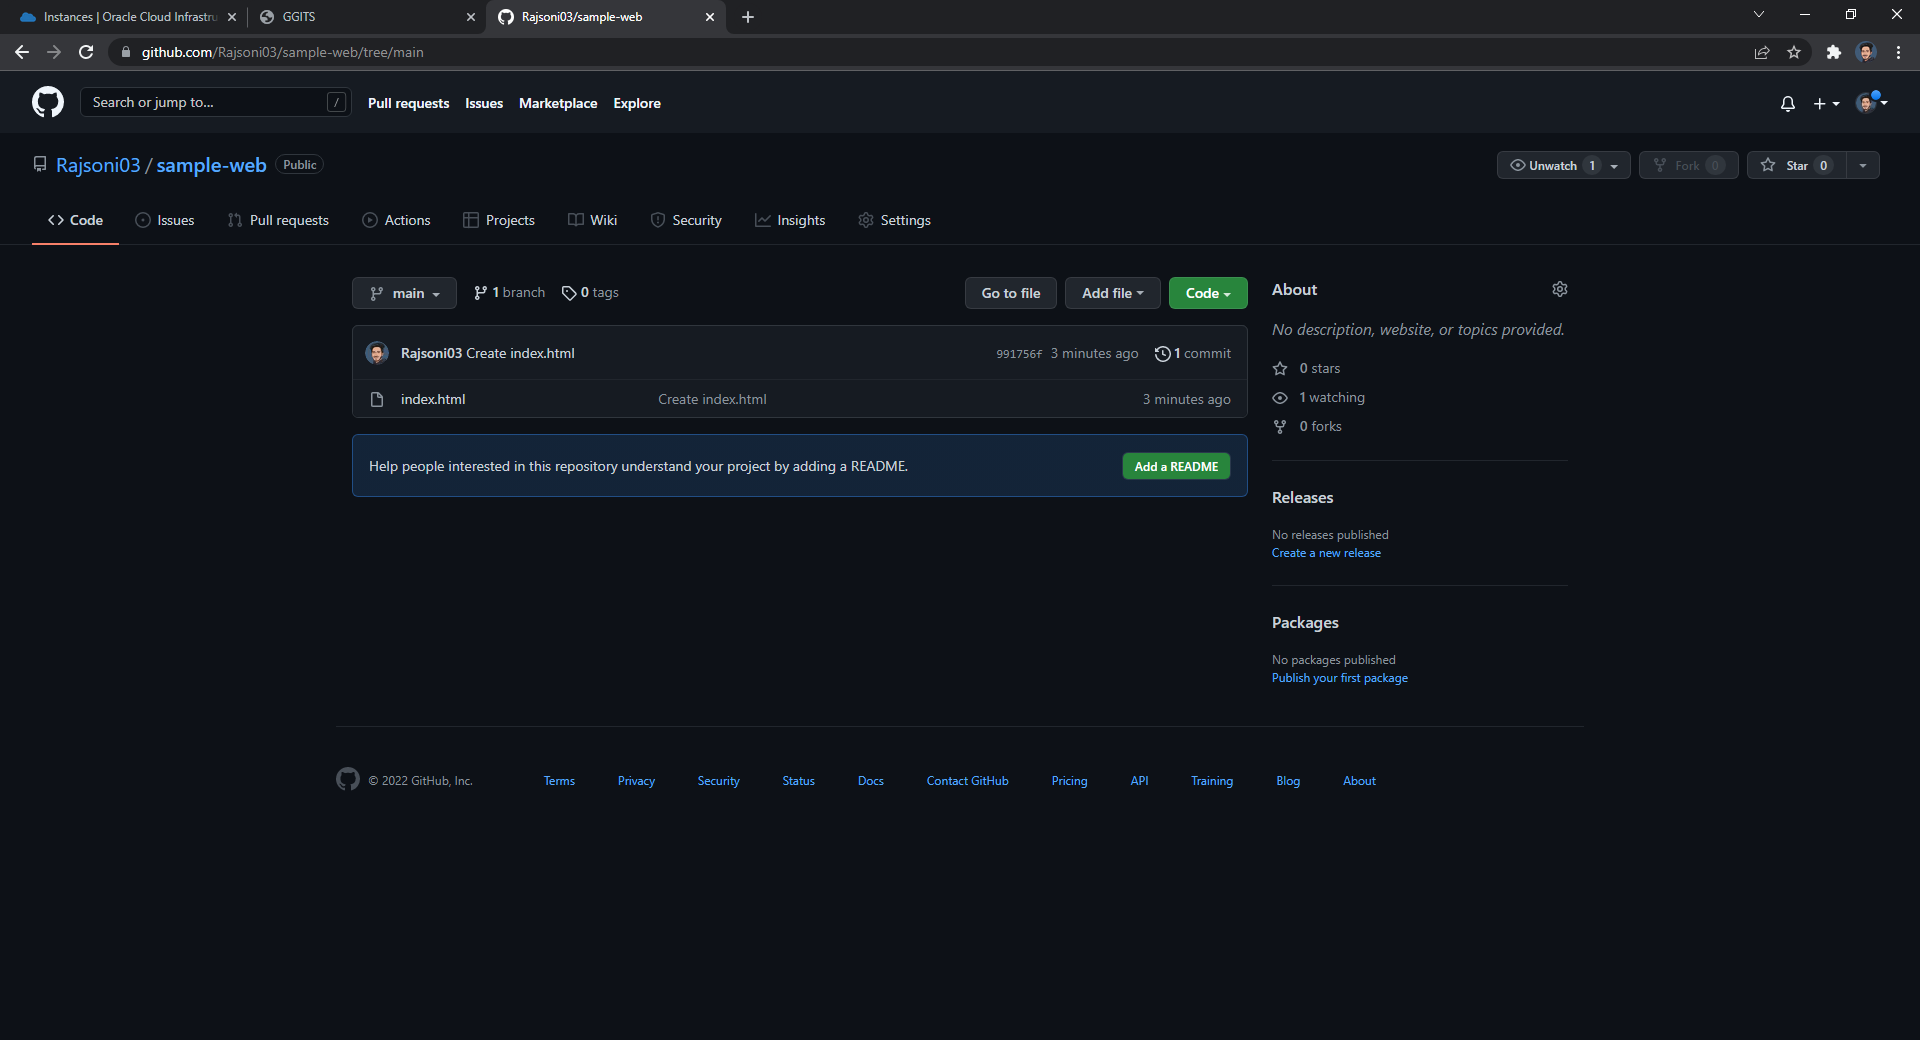 Instances | Oracle Cloud Infrastru
GGITS
Rajsoni03/sample-web
github.com/Rajsoni03/sample-web/tree/main
Search or jump to... /
Pull requests Issues Marketplace Explore
Rajsoni03 / sample-web Public
Unwatch 1 Fork 0 Star 0
Code Issues Pull requests Actions Projects Wiki Security Insights Settings
main 1 branch 0 tags Go to file Add file Code
Rajsoni03 Create index.html 991756f 3 minutes ago 1 commit
index.html Create index.html 3 minutes ago
Help people interested in this repository understand your project by adding a README. Add a README
About
No description, website, or topics provided.
0 stars
1 watching
0 forks
Releases
No releases published
Create a new release
Packages
No packages published
Publish your first package
© 2022 GitHub, Inc. Terms Privacy Security Status Docs Contact GitHub Pricing API Training Blog About